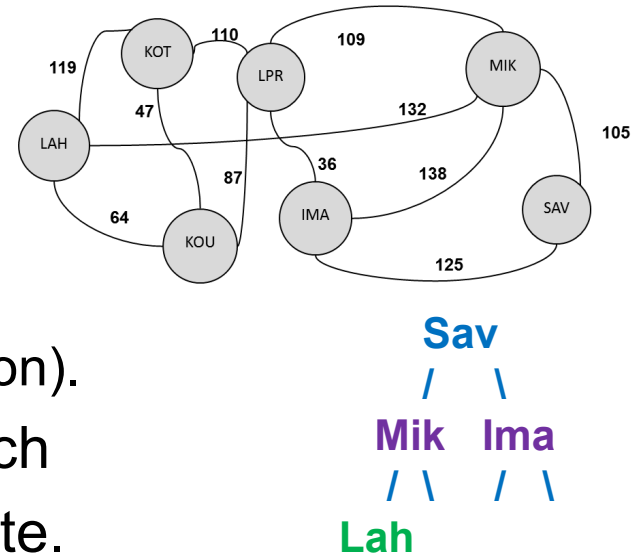 110
109
KOT
LPR
MIK
119
47
132
105
LAH
87
36
138
64
IMA
SAV
KOU
125
Sav
on).
/ \
ch
Mik Ima
/ \ / \
te.
Lah